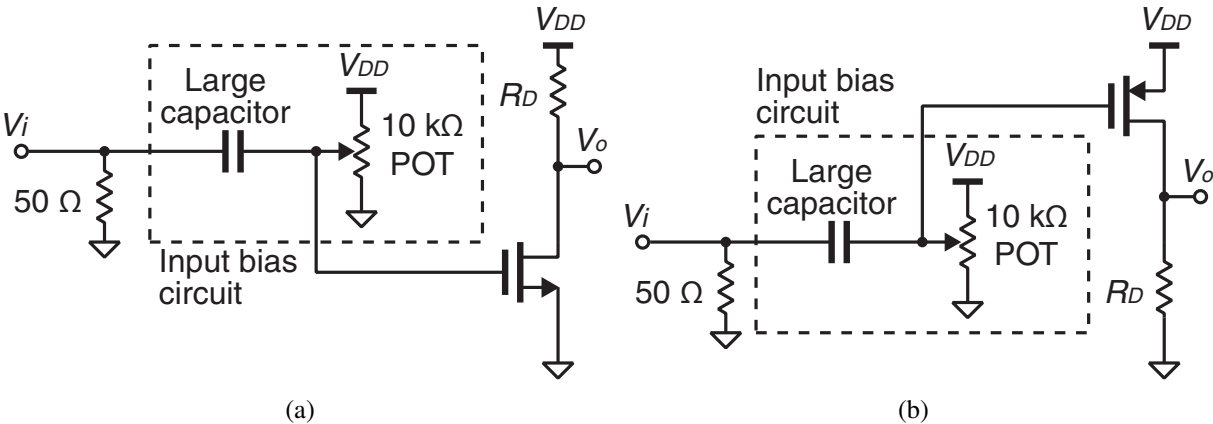 VDD
RD
Vo
VDD
Large
capacitor
10 kΩ
POT
Vi
50 Ω
Input bias
circuit
(a)
VDD
Input bias
circuit
VDD
Large
capacitor
10 kΩ
POT
Vi
50 Ω
Vo
RD
(b)